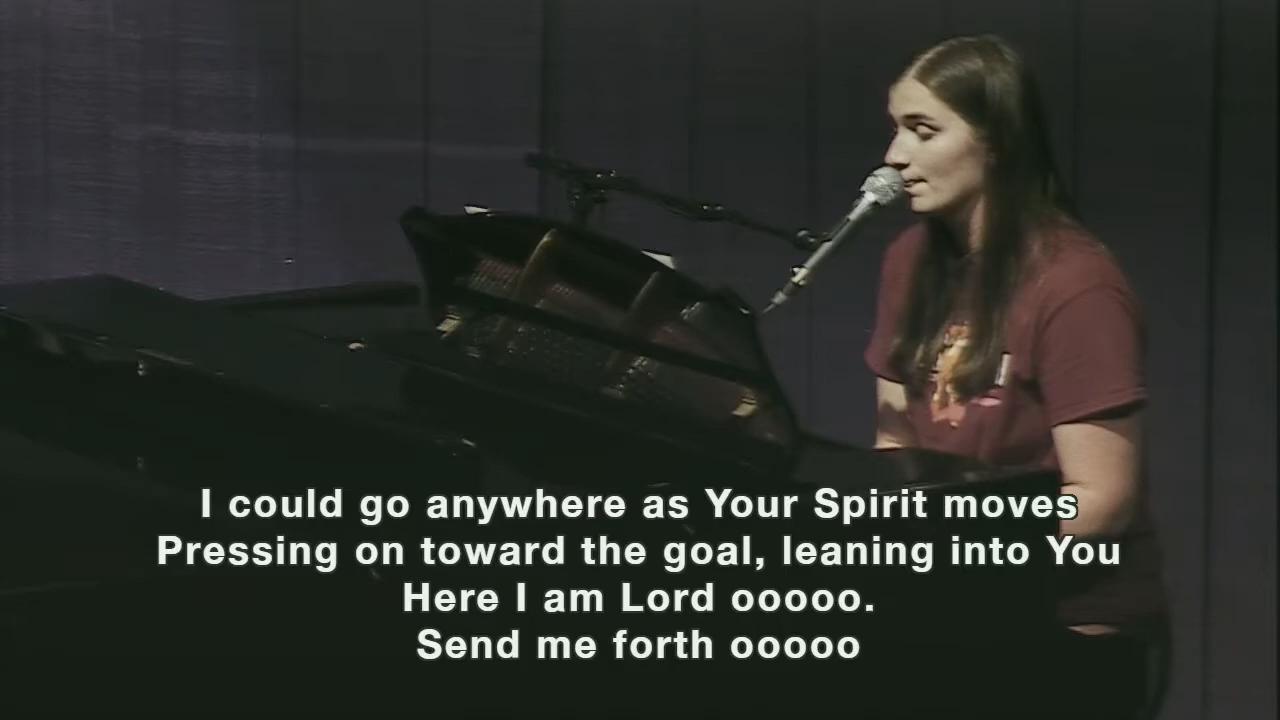 I could go anywhere as Your Spirit moves
Pressing on toward the goal, leaning into You
Here I am Lord ooooo.
Send me forth ooooo